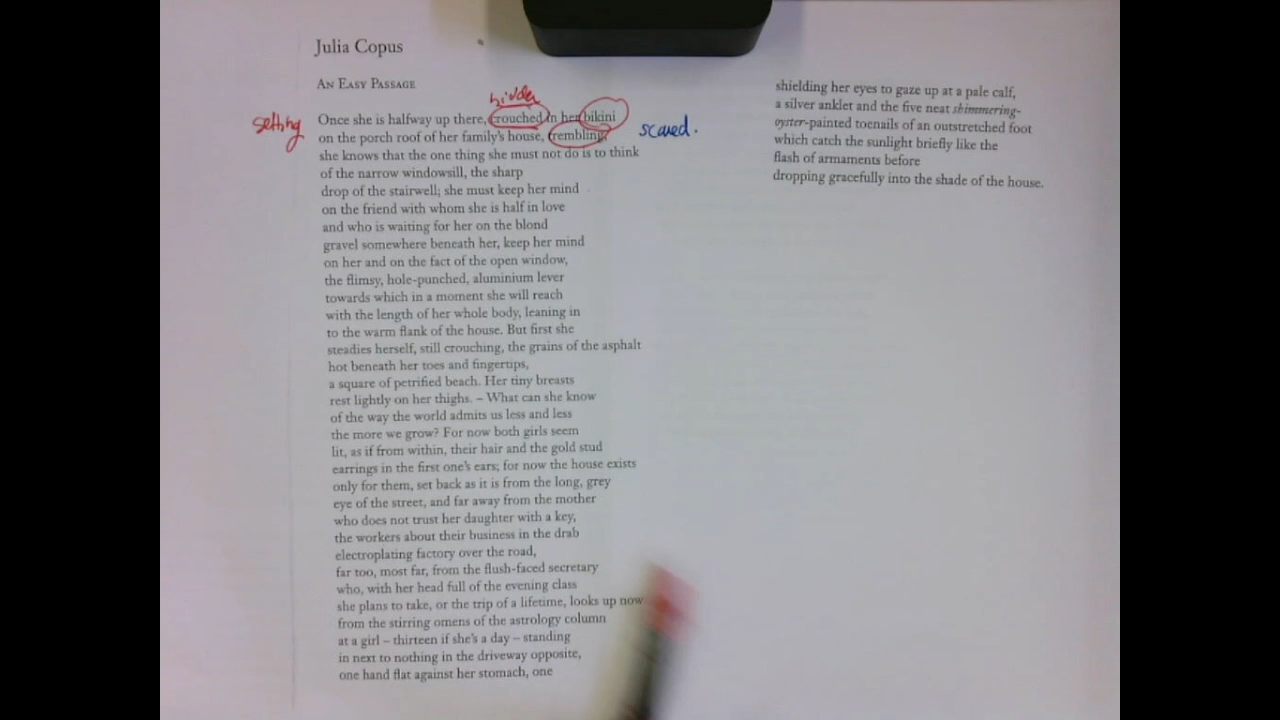 Julia Copus
AN EASY PASSAGE
hidden
setting
Once she is halfway up there, crouched in her bikini
on the porch roof of her family's house, trembling,
scared.
she knows that the one thing she must not do is to think
of the narrow windowsill, the sharp
drop of the stairwell; she must keep her mind
on the friend with whom she is half in love
and who is waiting for her on the blond
gravel somewhere beneath her, keep her mind
on her and on the fact of the open window,
the flimsy, hole-punched, aluminium lever
towards which in a moment she will reach
with the length of her whole body, leaning in
to the warm flank of the house. But first she
steadies herself, still crouching, the grains of the asphalt
hot beneath her toes and fingertips,
a square of petrified beach. Her tiny breasts
rest lightly on her thighs. – What can she know
of the way the world admits us less and less
the more we grow? For now both girls seem
lit, as if from within, their hair and the gold stud
earrings in the first one's ears; for now the house exists
only for them, set back as it is from the long, grey
eye of the street, and far away from the mother
who does not trust her daughter with a key,
the workers about their business in the drab
electroplating factory over the road,
far too, most far, from the flush-faced secretary
who, with her head full of the evening class
she plans to take, or the trip of a lifetime, looks up now
from the stirring omens of the astrology column
at a girl – thirteen if she's a day – standing
in next to nothing in the driveway opposite,
one hand flat against her stomach, one
shielding her eyes to gaze up at a pale calf,
a silver anklet and the five neat shimmering-
oyster-painted toenails of an outstretched foot
which catch the sunlight briefly like the
flash of armaments before
dropping gracefully into the shade of the house.